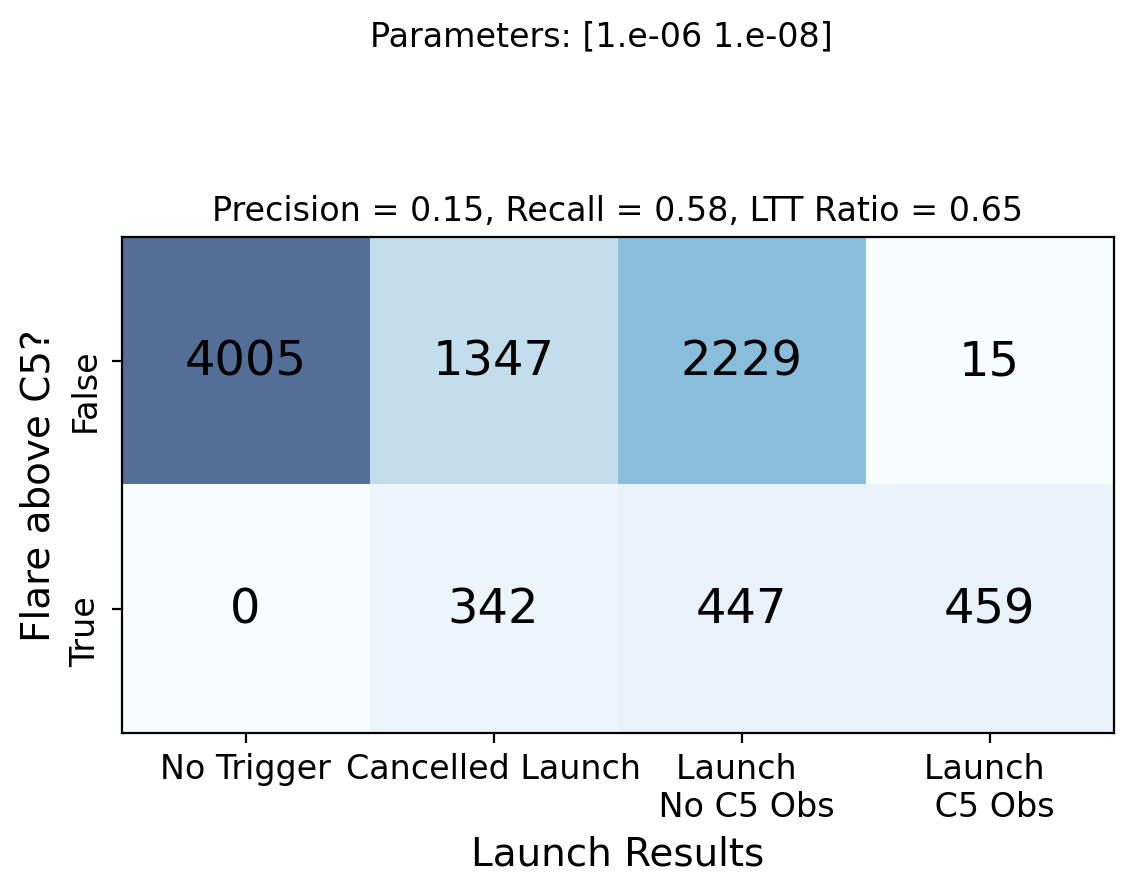 Parameters: [1.e-06 1.e-08]
Precision = 0.15, Recall = 0.58, LTT Ratio = 0.65
Flare above C5?
False
4005 1347 2229 15
True
0 342 447 459
No Trigger Cancelled Launch Launch Launch
No C5 Obs C5 Obs
Launch Results